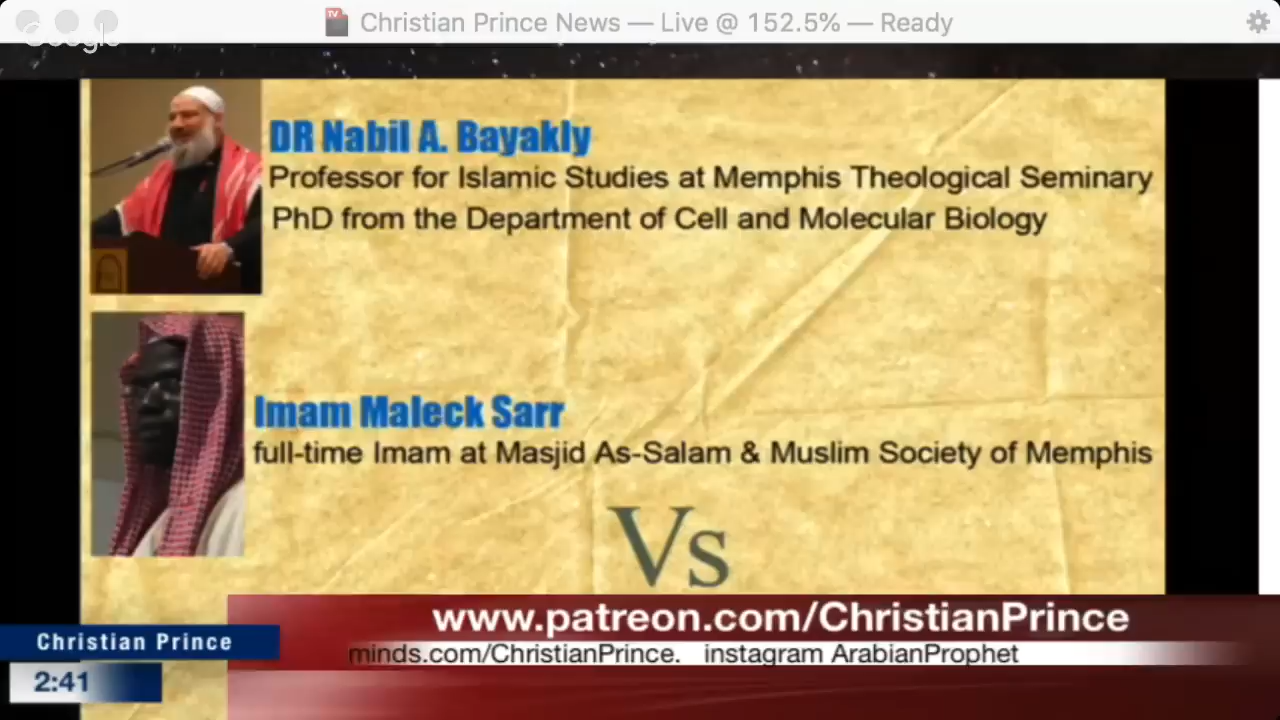 Christian Prince News — Live @ 152.5% — Ready
Google
DR Nabil A. Bayakly
Professor for Islamic Studies at Memphis Theological Seminary
PhD from the Department of Cell and Molecular Biology
Imam Maleck Sarr
full-time Imam at Masjid As-Salam & Muslim Society of Memphis
Vs
www.patreon.com/ChristianPrince
Christian Prince
minds.com/ChristianPrince. instagram ArabianProphet
2:41